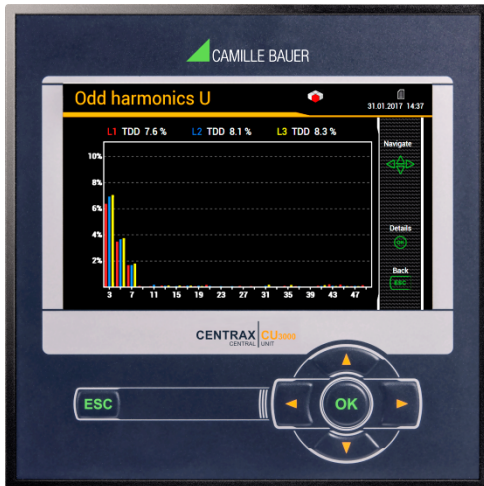 CAMILLE BAUER
Odd harmonics U
31.01.2017 14:37
L1 TDD 7.6 % L2 TDD 8.1 % L3 TDD 8.3 %
Navigate
10%
8%
6%
4%
2%
Details
OK
Back
ESC
3 7 11 15 19 23 27 31 35 39 43 47
CENTRAX CU3000
CENTRAL UNIT
ESC
OK